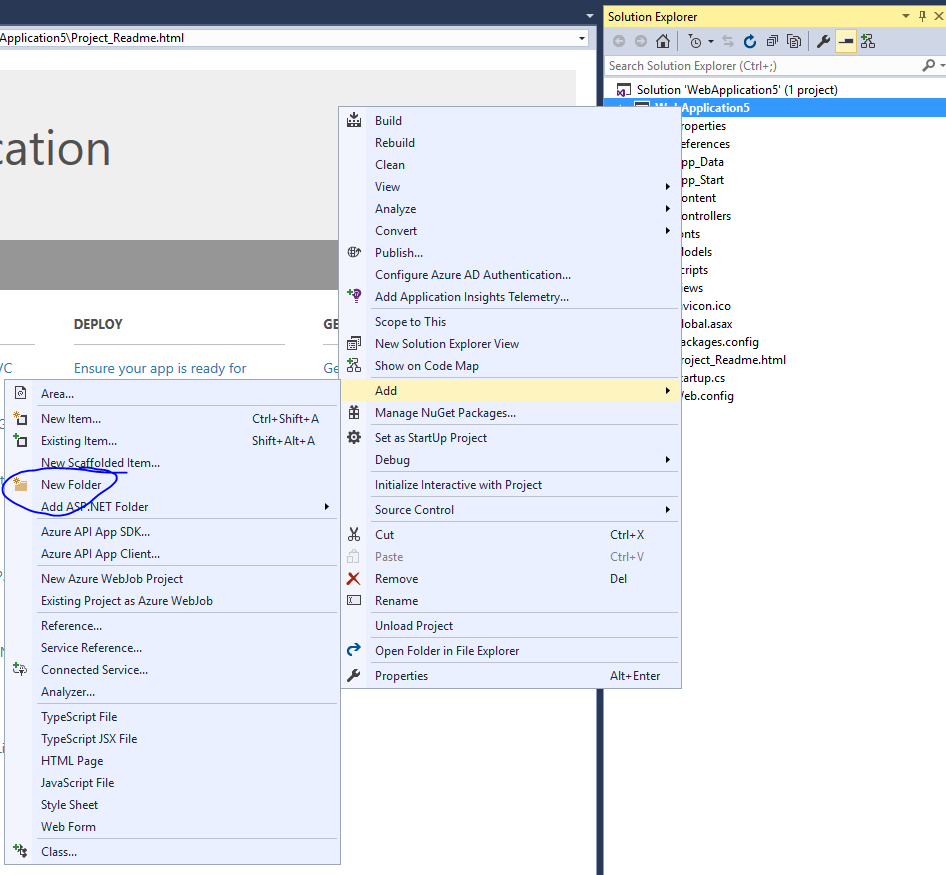 Solution Explorer
Application5\Project_Readme.html
Search Solution Explorer (Ctrl+;)
Solution 'WebApplication5' (1 project)
WebApplication5
roperties
eferences
pp_Data
pp_Start
ontent
ontrollers
onts
odels
cripts
iews
avicon.ico
lobal.asax
ackages.config
roject_Readme.html
tartup.cs
eb.config
cation
DEPLOY
GE
VC
Ensure your app is ready for
Ge
Build
Rebuild
Clean
View
Analyze
Convert
Publish...
Configure Azure AD Authentication...
Add Application Insights Telemetry...
Scope to This
New Solution Explorer View
Show on Code Map
Add
Manage NuGet Packages...
Set as StartUp Project
Debug
Initialize Interactive with Project
Source Control
Cut Ctrl+X
Paste Ctrl+V
Remove Del
Rename
Unload Project
Open Folder in File Explorer
Properties Alt+Enter
Area...
New Item... Ctrl+Shift+A
Existing Item... Shift+Alt+A
New Scaffolded Item...
New Folder
Add ASP.NET Folder
Azure API App SDK...
Azure API App Client...
New Azure WebJob Project
Existing Project as Azure WebJob
Reference...
Service Reference...
Connected Service...
Analyzer...
TypeScript File
TypeScript JSX File
HTML Page
JavaScript File
Style Sheet
Web Form
Class...